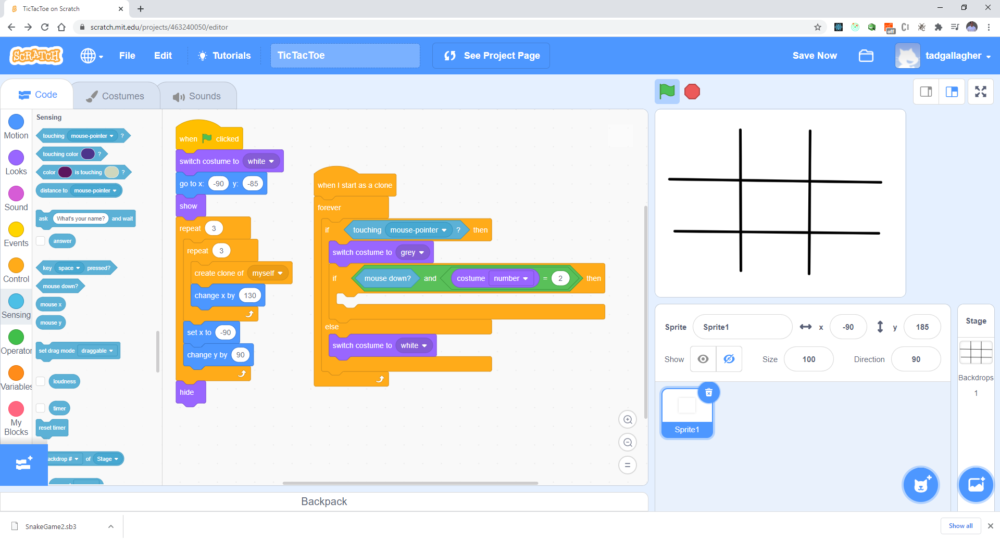 TicTacToe on Scratch
scratch.mit.edu/projects/463240050/editor
off
SCRATCH
File
Edit
Tutorials
TicTacToe
See Project Page
Save Now
tadgallagher
Code
Costumes
Sounds
Motion
Looks
Sound
Events
Control
Sensing
Operator
Variables
My
Blocks
Sensing
touching mouse-pointer ?
touching color ?
color is touching ?
distance to mouse-pointer
ask What's your name? and wait
answer
key space pressed?
mouse down?
mouse x
mouse y
set drag mode draggable
loudness
timer
reset timer
ackdrop # of Stage
when clicked
switch costume to white
go to x: -90 y: -85
show
repeat 3
repeat 3
create clone of myself
change x by 130
set x to -90
change y by 90
hide
when I start as a clone
forever
if touching mouse-pointer ? then
switch costume to grey
if mouse down? and costume number = 2 then
else
switch costume to white
Sprite Sprite1 x -90 y 185
Show Size 100 Direction 90
Sprite1
Stage
Backdrops
1
Backpack
SnakeGame2.sb3
Show all